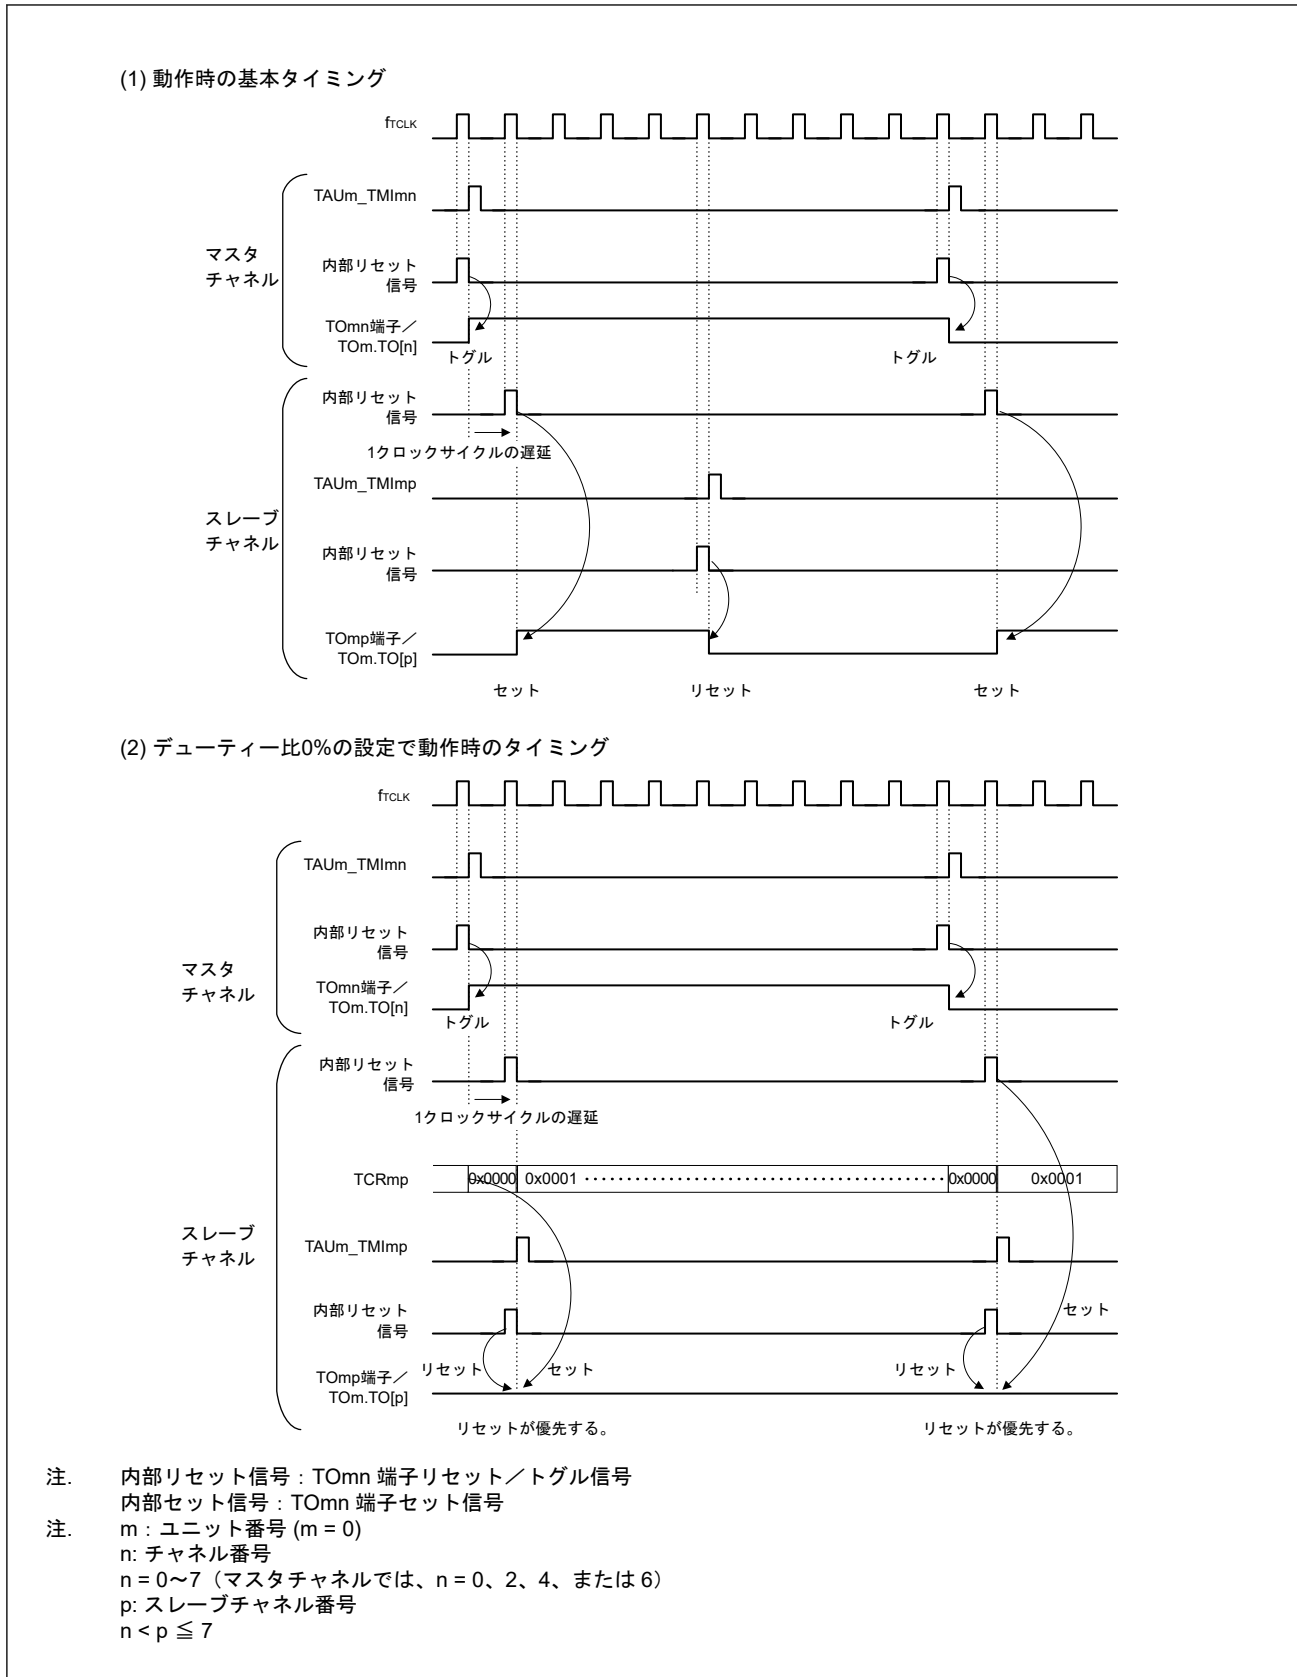 (1) 動作時の基本タイミング
fTCLK
TAUm_TMImn
マスタ
チャネル
内部リセット
信号
TOmn端子／
TOm.TO[n]
トグル
トグル
内部リセット
信号
1クロックサイクルの遅延
TAUm_TMImp
スレーブ
チャネル
内部リセット
信号
TOmp端子／
TOm.TO[p]
セット
リセット
セット
(2) デューティー比0%の設定で動作時のタイミング
fTCLK
TAUm_TMImn
内部リセット
信号
マスタ
チャネル
TOmn端子／
TOm.TO[n]
トグル
トグル
内部リセット
信号
1クロックサイクルの遅延
TCRmp
0x0000
0x0001
0x0000
0x0001
スレーブ
チャネル
TAUm_TMImp
内部リセット
信号
セット
リセット
セット
リセット
TOmp端子／
TOm.TO[p]
リセットが優先する。
リセットが優先する。
注. 内部リセット信号：TOmn 端子リセット／トグル信号
内部セット信号：TOmn 端子セット信号
注. m：ユニット番号 (m = 0)
n: チャネル番号
n = 0～7（マスタチャネルでは、n = 0、2、4、または 6）
p: スレーブチャネル番号
n < p ≦ 7